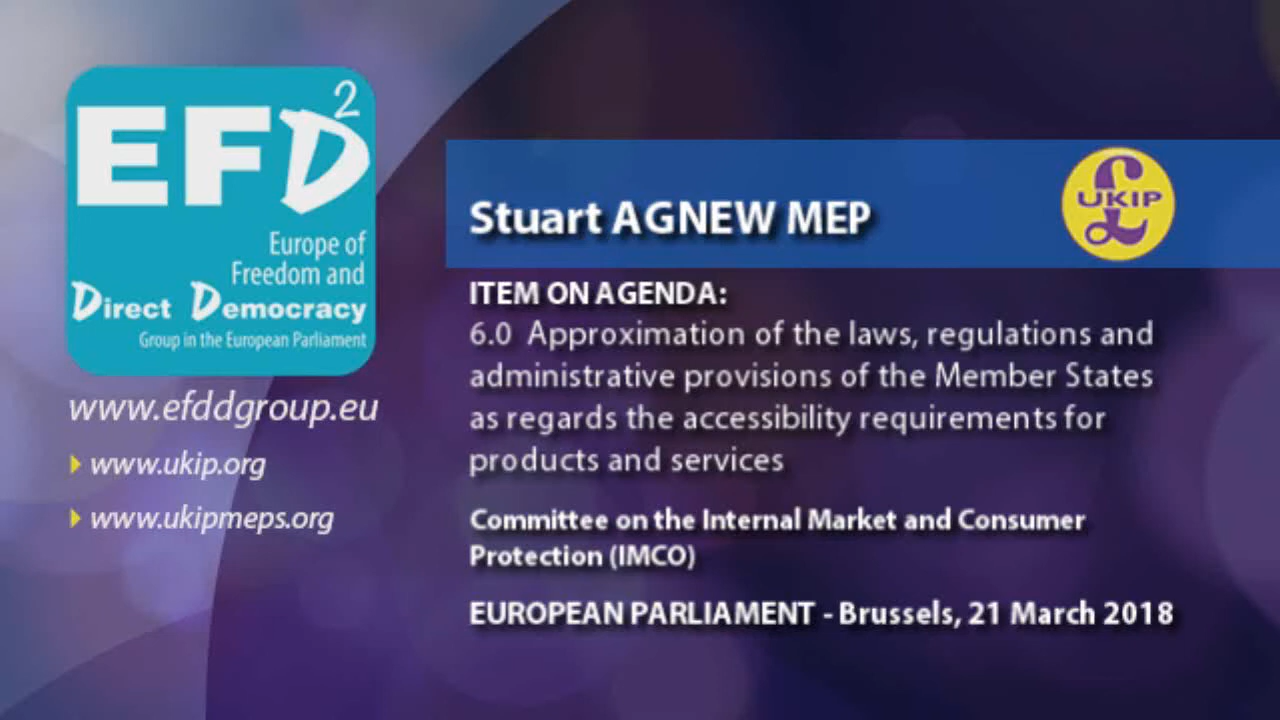 EFD2
Europe of
Freedom and
Direct Democracy
Group in the European Parliament
www.efddgroup.eu
www.ukip.org
www.ukipmeps.org
Stuart AGNEW MEP
£
UKIP
ITEM ON AGENDA:
6.0 Approximation of the laws, regulations and
administrative provisions of the Member States
as regards the accessibility requirements for
products and services
Committee on the Internal Market and Consumer
Protection (IMCO)
EUROPEAN PARLIAMENT - Brussels, 21 March 2018